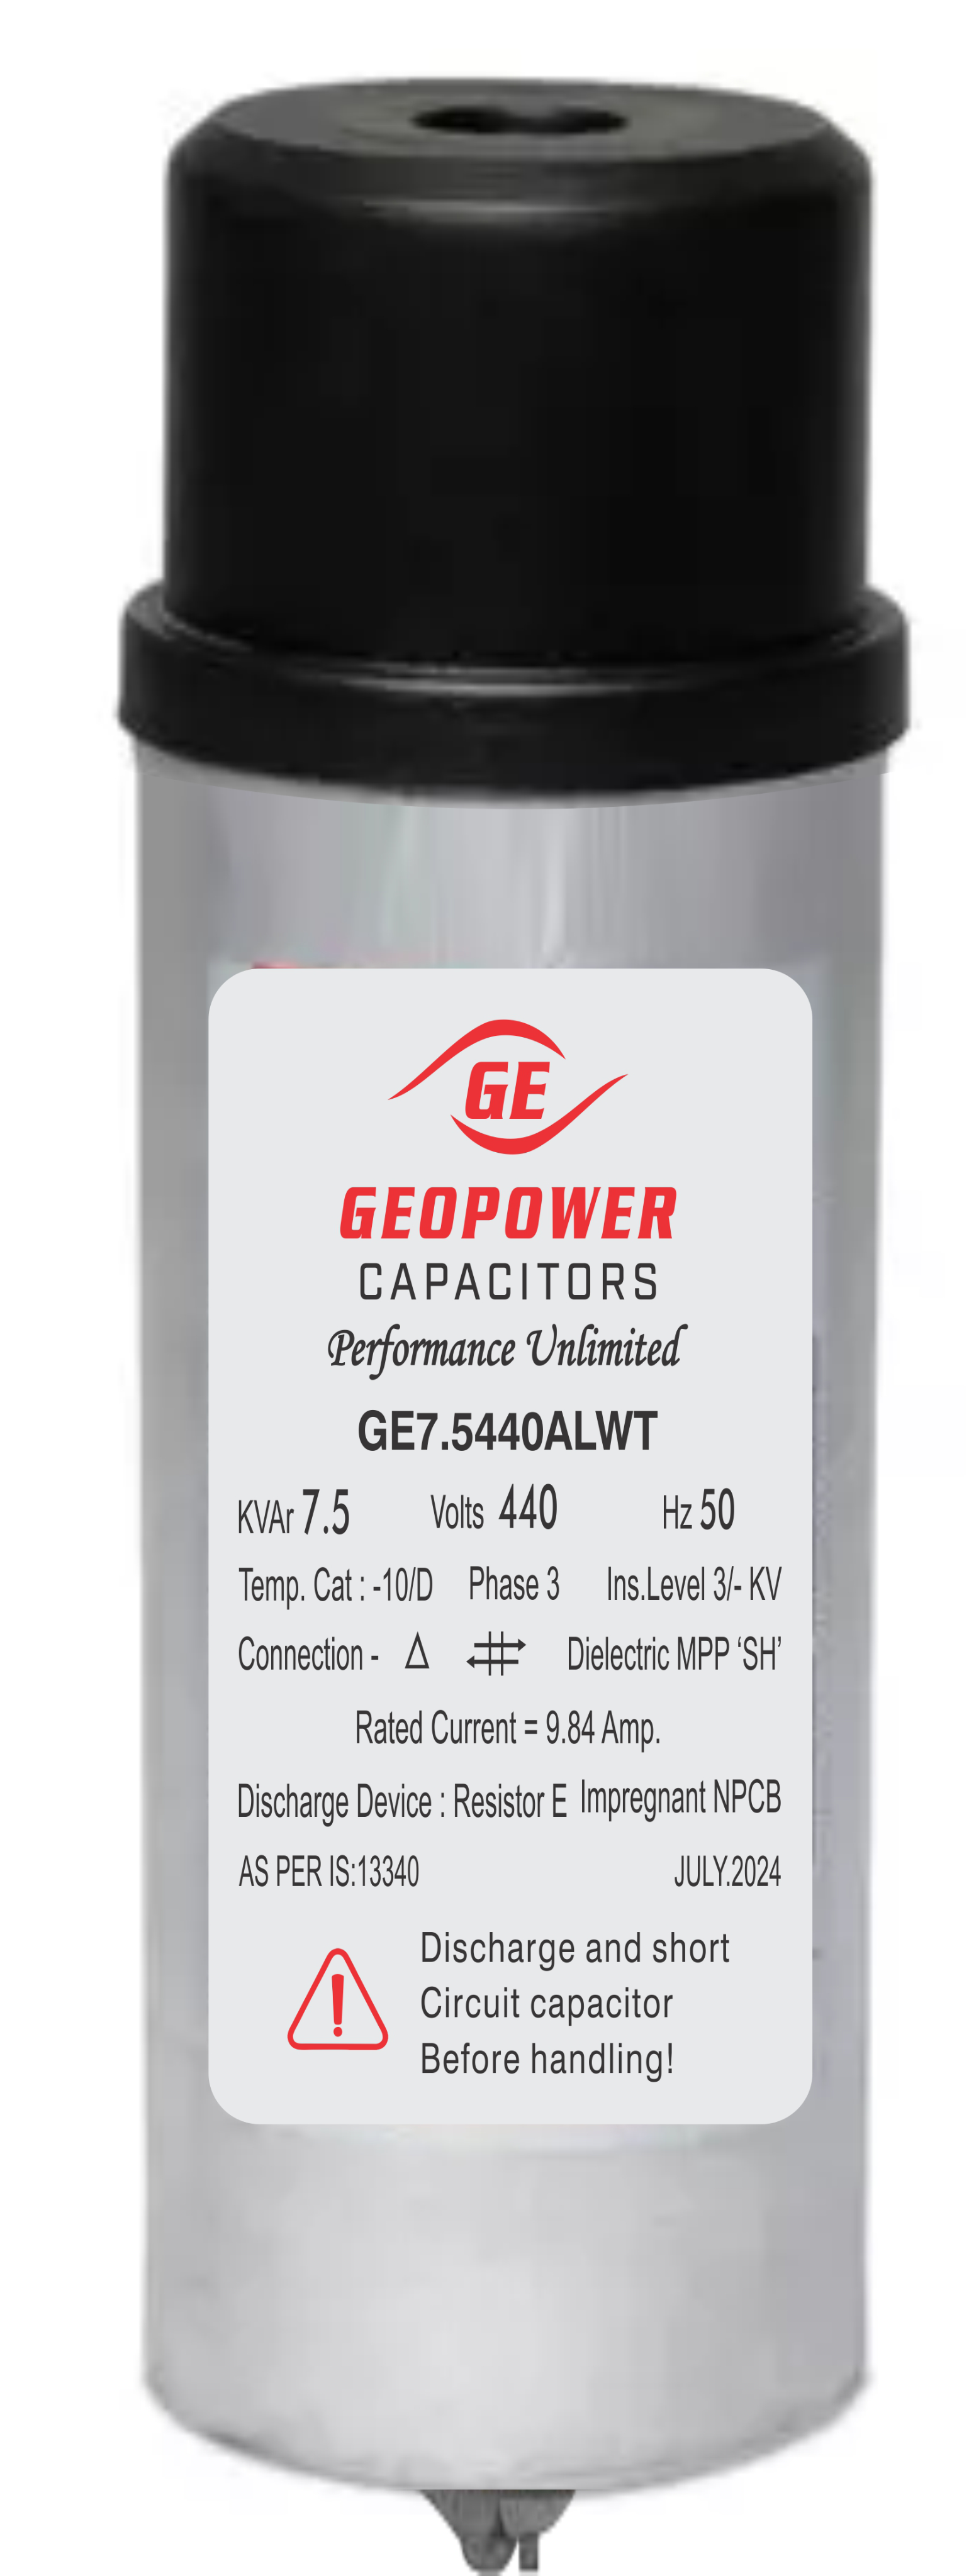 GE
GEOPOWER
CAPACITORS
Performance Unlimited
GE7.5440ALWT
KVAr 7.5 Volts 440 Hz 50
Temp. Cat : -10/D Phase 3 Ins.Level 3/- KV
Connection - Δ Dielectric MPP ‘SH’
Rated Current = 9.84 Amp.
Discharge Device : Resistor E Impregnant NPCB
AS PER IS:13340 JULY.2024
Discharge and short
Circuit capacitor
Before handling!